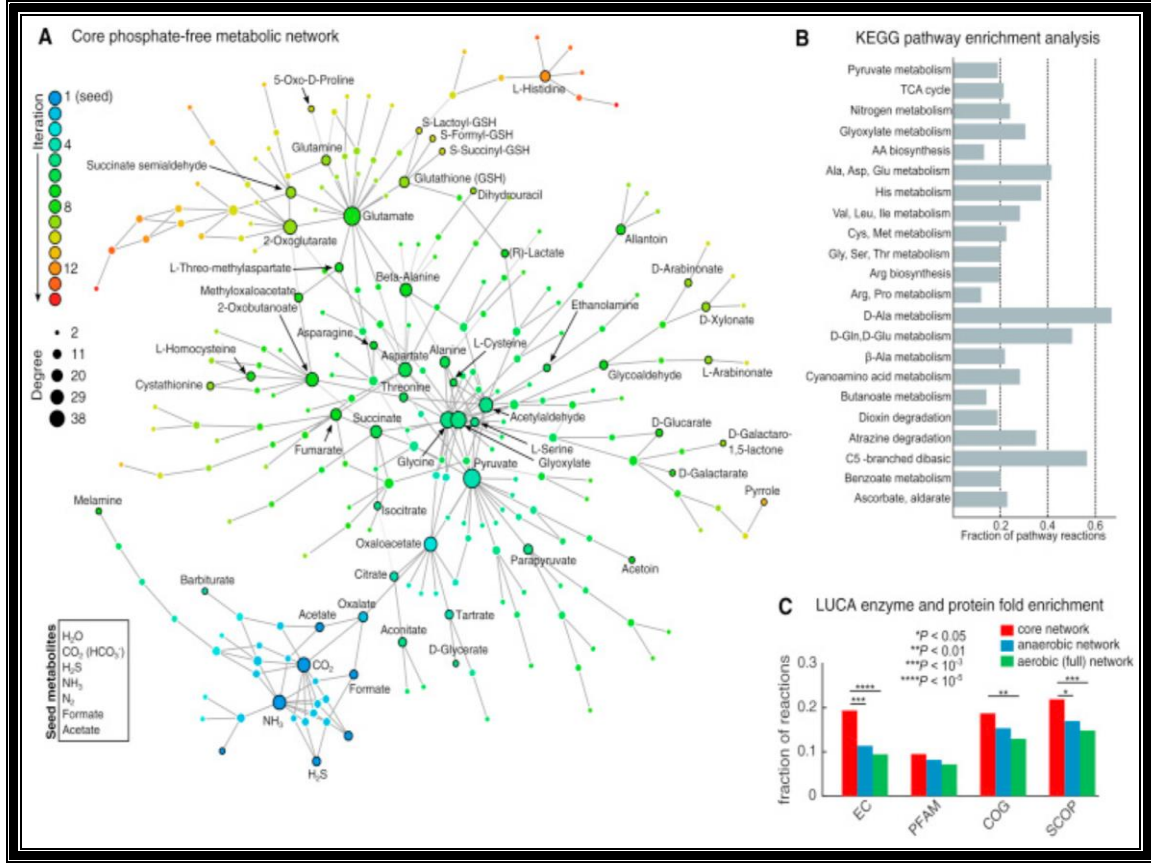 A Core phosphate-free metabolic network
Iteration
1 (seed)
4
8
12
Degree
2
11
20
29
38
5-Oxo-D-Proline
L-Histidine
S-Lactoyl-GSH
S-Formyl-GSH
S-Succinyl-GSH
Glutamine
Succinate semialdehyde
Glutathione (GSH)
Dihydrouracil
Glutamate
2-Oxoglutarate
Allantoin
(R)-Lactate
L-Threo-methylaspartate
Beta-Alanine
D-Arabinonate
Methyloxaloacetate
2-Oxobutanoate
Ethanolamine
D-Xylonate
Asparagine
L-Cysteine
L-Homocysteine
Aspartate
Alanine
Cystathionine
Threonine
Glycoaldehyde
L-Arabinonate
Succinate
Acetylaldehyde
Fumarate
L-Serine
Glycine
Glyoxylate
Pyruvate
D-Glucarate
D-Galactaro-
1,5-lactone
D-Galactarate
Pyrrole
Melamine
Isocitrate
Oxaloacetate
Parapyruvate
Acetoin
Barbiturate
Citrate
Oxalate
Acetate
Tartrate
Aconitate
D-Glycerate
CO2
Formate
NH3
H2S
Seed metabolites
H2O
CO2 (HCO3-)
H2S
NH3
N2
Formate
Acetate
B KEGG pathway enrichment analysis
Pyruvate metabolism
TCA cycle
Nitrogen metabolism
Glyoxylate metabolism
AA biosynthesis
Ala, Asp, Glu metabolism
His metabolism
Val, Leu, Ile metabolism
Cys, Met metabolism
Gly, Ser, Thr metabolism
Arg biosynthesis
Arg, Pro metabolism
D-Ala metabolism
D-Gln,D-Glu metabolism
β-Ala metabolism
Cyanoamino acid metabolism
Butanoate metabolism
Dioxin degradation
Atrazine degradation
C5 -branched dibasic
Benzoate metabolism
Ascorbate, aldarate
0.2 0.4 0.6
Fraction of pathway reactions
C LUCA enzyme and protein fold enrichment
*P < 0.05
**P < 0.01
***P < 10-3
****P < 10-5
core network
anaerobic network
aerobic (full) network
fraction of reactions
0.3
0.2
0.1
0
****
***
**
***
*
EC PFAM COG SCOP